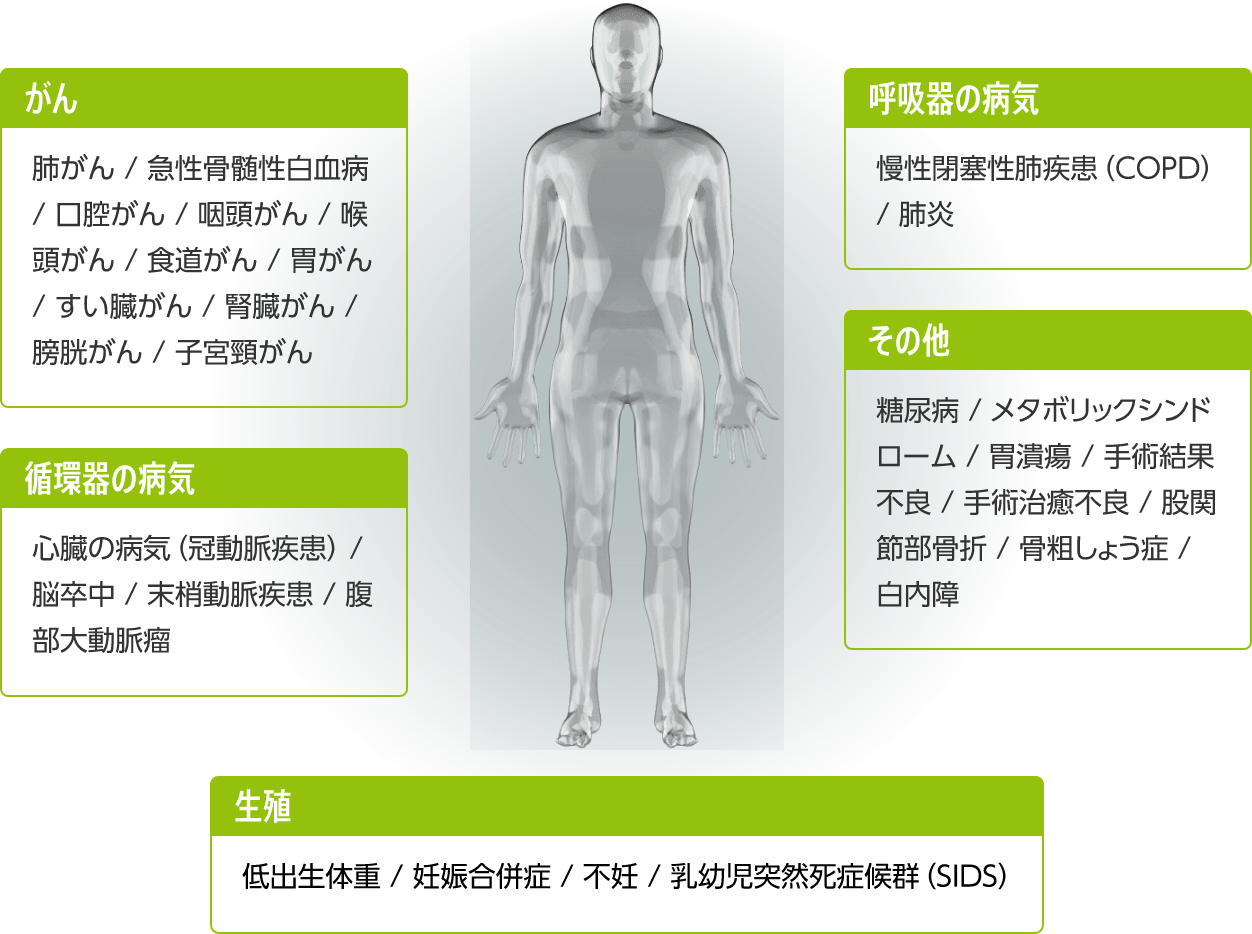 がん
肺がん / 急性骨髄性白血病
/ 口腔がん / 咽頭がん / 喉
頭がん / 食道がん / 胃がん
/ すい臓がん / 腎臓がん /
膀胱がん / 子宮頸がん
循環器の病気
心臓の病気（冠動脈疾患） /
脳卒中 / 末梢動脈疾患 / 腹
部大動脈瘤
呼吸器の病気
慢性閉塞性肺疾患（COPD）
/ 肺炎
その他
糖尿病 / メタボリックシンド
ローム / 胃潰瘍 / 手術結果
不良 / 手術治癒不良 / 股関
節部骨折 / 骨粗しょう症 /
白内障
生殖
低出生体重 / 妊娠合併症 / 不妊 / 乳幼児突然死症候群（SIDS）